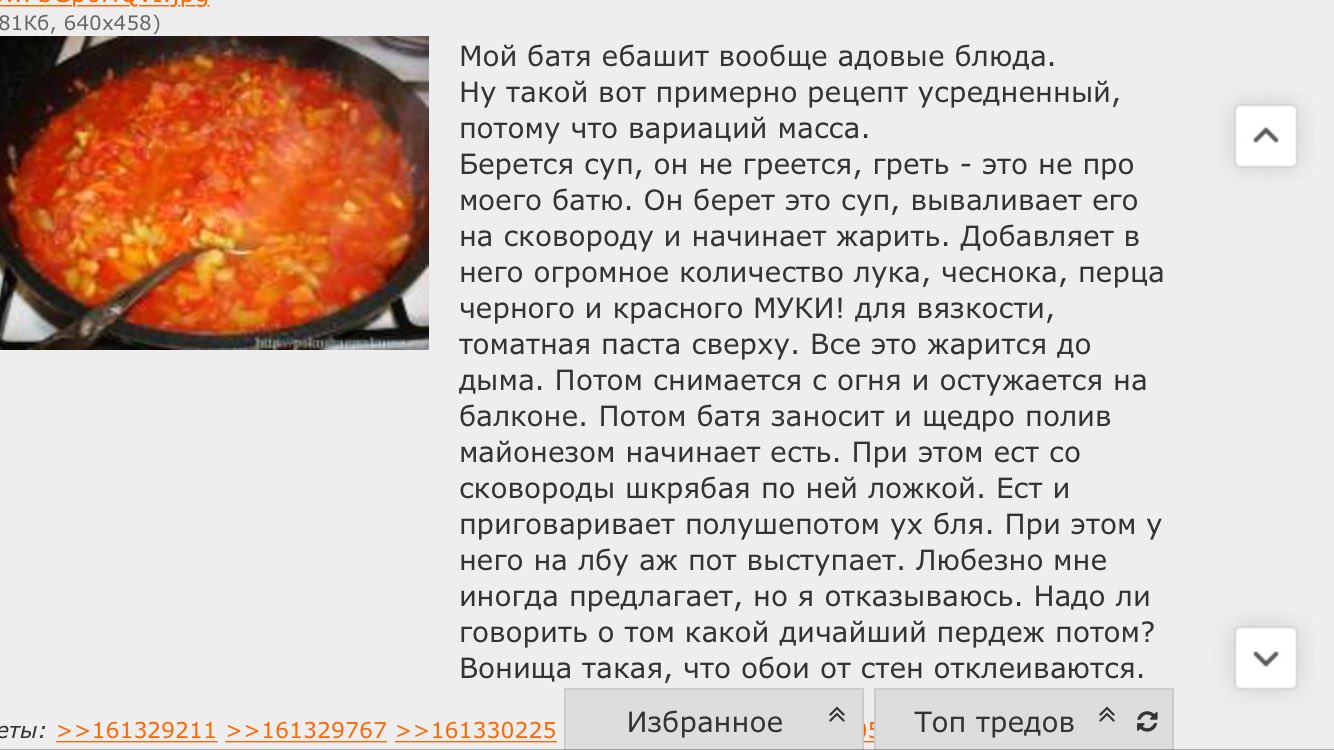 81Кб, 640x458)
Мой батя ебашит вообще адовые блюда.
Ну такой вот примерно рецепт усредненный,
потому что вариаций масса.
Берется суп, он не греется, греть - это не про
моего батю. Он берет это суп, вываливает его
на сковороду и начинает жарить. Добавляет в
него огромное количество лука, чеснока, перца
черного и красного МУКИ! для вязкости,
томатная паста сверху. Все это жарится до
дыма. Потом снимается с огня и остужается на
балконе. Потом батя заносит и щедро полив
майонезом начинает есть. При этом ест со
сковороды шкрябая по ней ложкой. Ест и
приговаривает полушепотом ух бля. При этом у
него на лбу аж пот выступает. Любезно мне
иногда предлагает, но я отказываюсь. Надо ли
говорить о том какой дичайший пердеж потом?
Вонища такая, что обои от стен отклеиваются.
еты: >>161329211 >>161329767 >>161330225
Избранное
Топ тредов